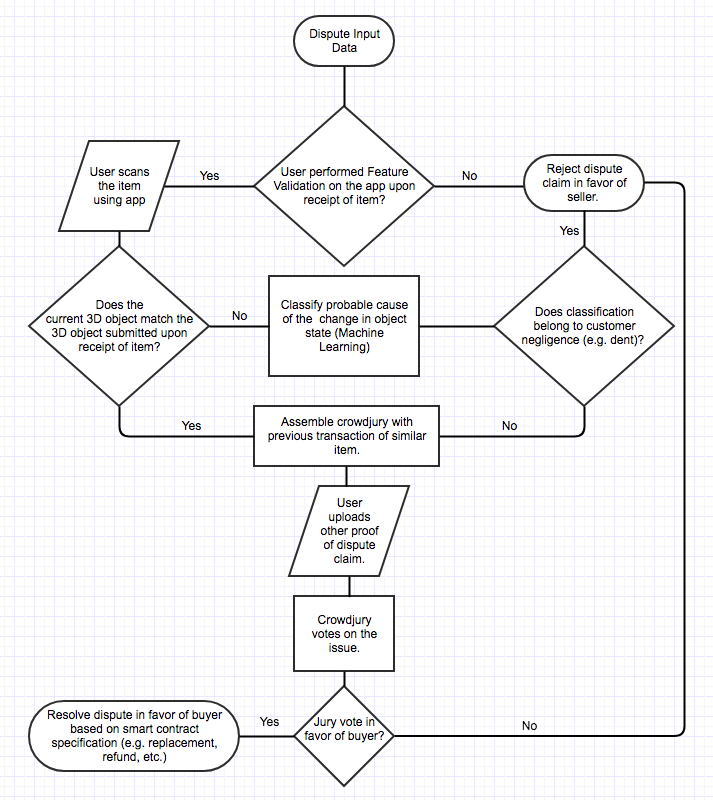 Dispute Input
Data
User performed Feature
Validation on the app upon
receipt of item?
Yes
No
User scans
the item
using app
Reject dispute
claim in favor of
seller.
Yes
Does the
current 3D object match the
3D object submitted upon
receipt of item?
No
Classify probable cause
of the change in object
state (Machine
Learning)
Does classification
belong to customer
negligence (e.g. dent)?
Yes
Assemble crowdjury with
previous transaction of similar
item.
No
User
uploads
other proof
of dispute
claim.
Crowdjury
votes on the
issue.
Jury vote in
favor of buyer?
Yes
No
Resolve dispute in favor of buyer
based on smart contract
specification (e.g. replacement,
refund, etc.)